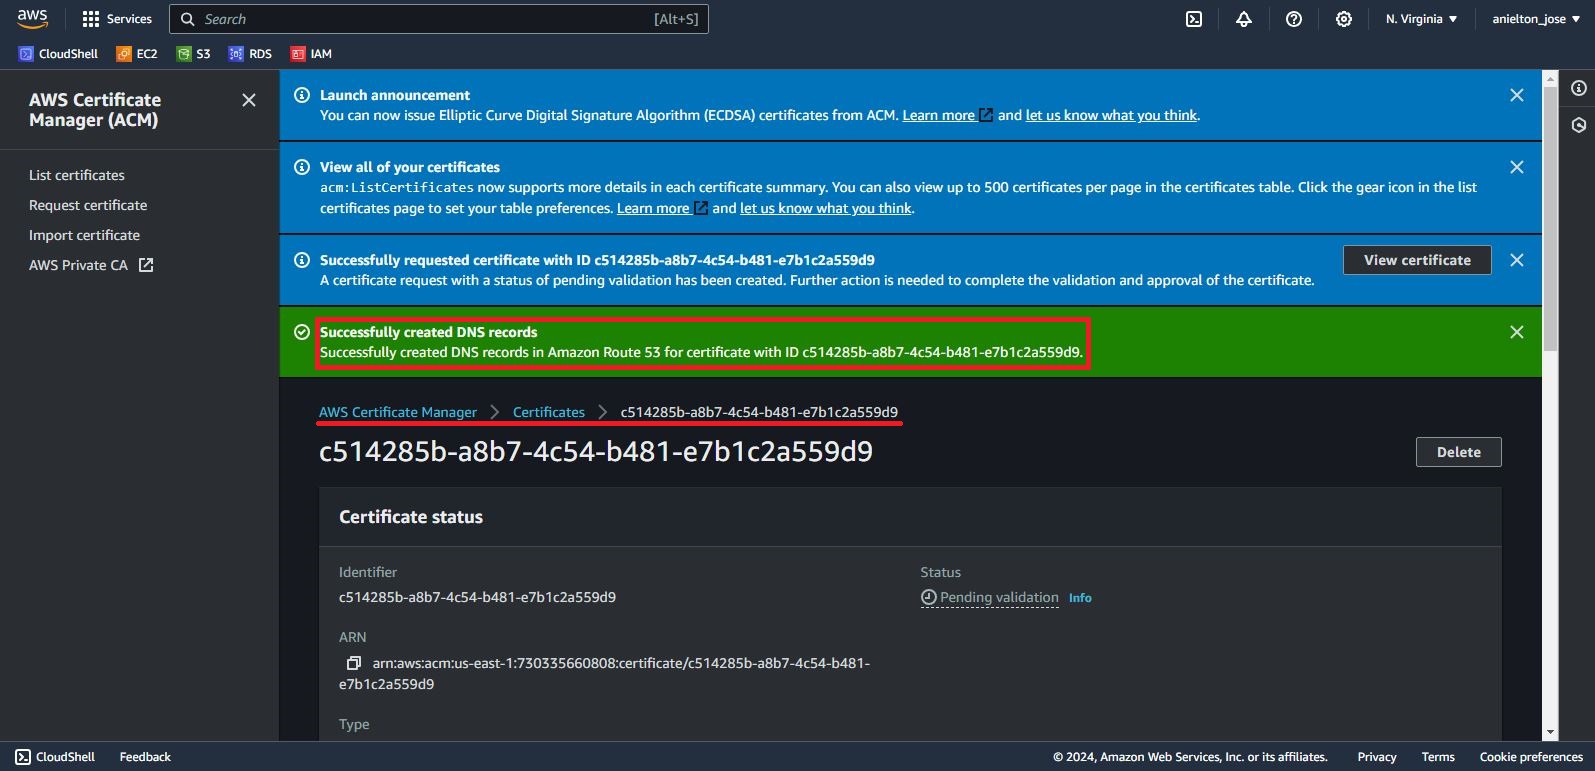 aws
Services
Search
[Alt+S]
N. Virginia
anielton_jose
CloudShell
EC2
S3
RDS
IAM
AWS Certificate
Manager (ACM)
List certificates
Request certificate
Import certificate
AWS Private CA
Launch announcement
You can now issue Elliptic Curve Digital Signature Algorithm (ECDSA) certificates from ACM. Learn more and let us know what you think.
View all of your certificates
acm:ListCertificates now supports more details in each certificate summary. You can also view up to 500 certificates per page in the certificates table. Click the gear icon in the list
certificates page to set your table preferences. Learn more and let us know what you think.
Successfully requested certificate with ID c514285b-a8b7-4c54-b481-e7b1c2a559d9
A certificate request with a status of pending validation has been created. Further action is needed to complete the validation and approval of the certificate.
View certificate
Successfully created DNS records
Successfully created DNS records in Amazon Route 53 for certificate with ID c514285b-a8b7-4c54-b481-e7b1c2a559d9.
AWS Certificate Manager
Certificates
c514285b-a8b7-4c54-b481-e7b1c2a559d9
c514285b-a8b7-4c54-b481-e7b1c2a559d9
Delete
Certificate status
Identifier
c514285b-a8b7-4c54-b481-e7b1c2a559d9
Status
Pending validation
Info
ARN
arn:aws:acm:us-east-1:730335660808:certificate/c514285b-a8b7-4c54-b481-
e7b1c2a559d9
Type
CloudShell
Feedback
© 2024, Amazon Web Services, Inc. or its affiliates.
Privacy
Terms
Cookie preferences